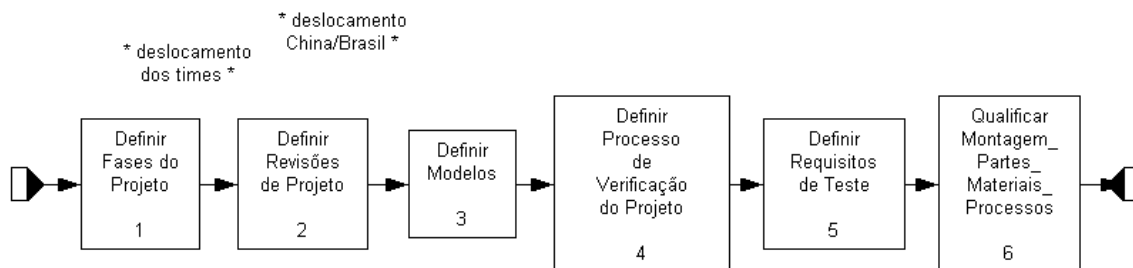 * deslocamento
dos times *
* deslocamento
China/Brasil *
Definir
Fases do
Projeto
1
Definir
Revisões
de Projeto
2
Definir
Modelos
3
Definir
Processo
de
Verificação
do Projeto
4
Definir
Requisitos
de Teste
5
Qualificar
Montagem_
Partes_
Materiais_
Processos
6